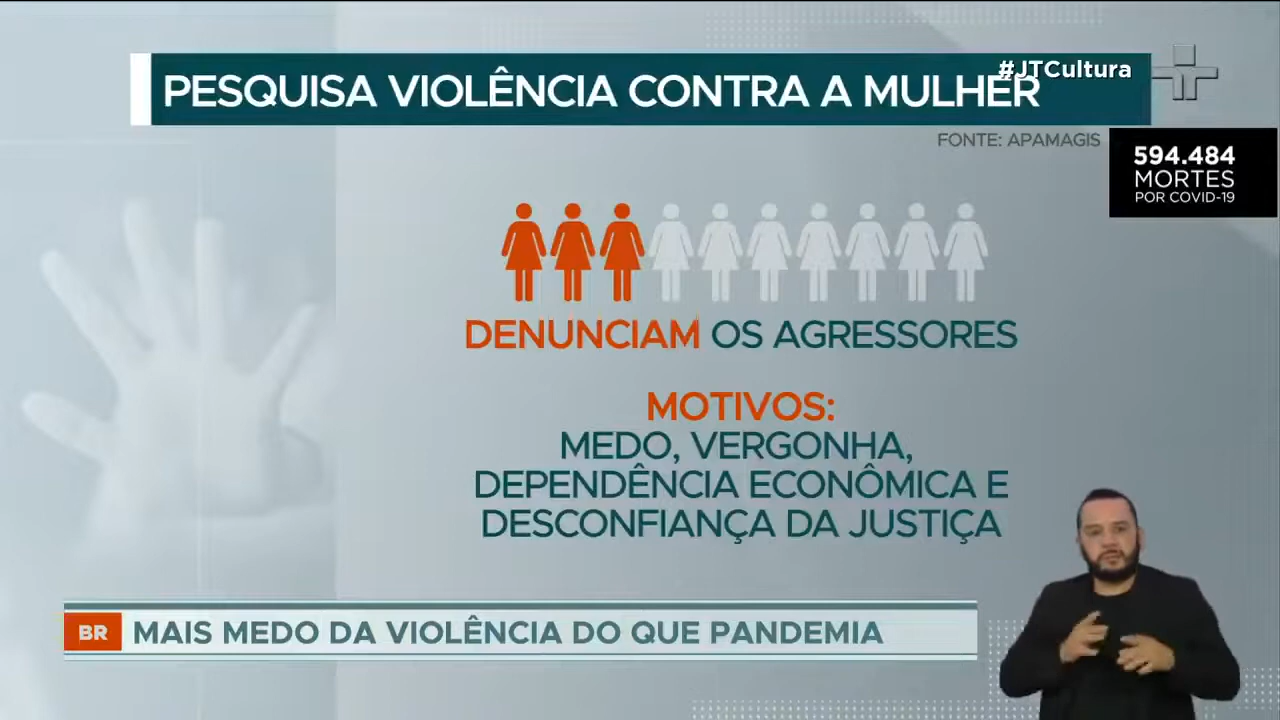 PESQUISA VIOLÊNCIA CONTRA A MULHER
#JTCultura
FONTE: APAMAGIS
594.484
MORTES
POR COVID-19
DENUNCIAM OS AGRESSORES
MOTIVOS:
MEDO, VERGONHA,
DEPENDÊNCIA ECONÔMICA E
DESCONFIANÇA DA JUSTIÇA
BR MAIS MEDO DA VIOLÊNCIA DO QUE PANDEMIA